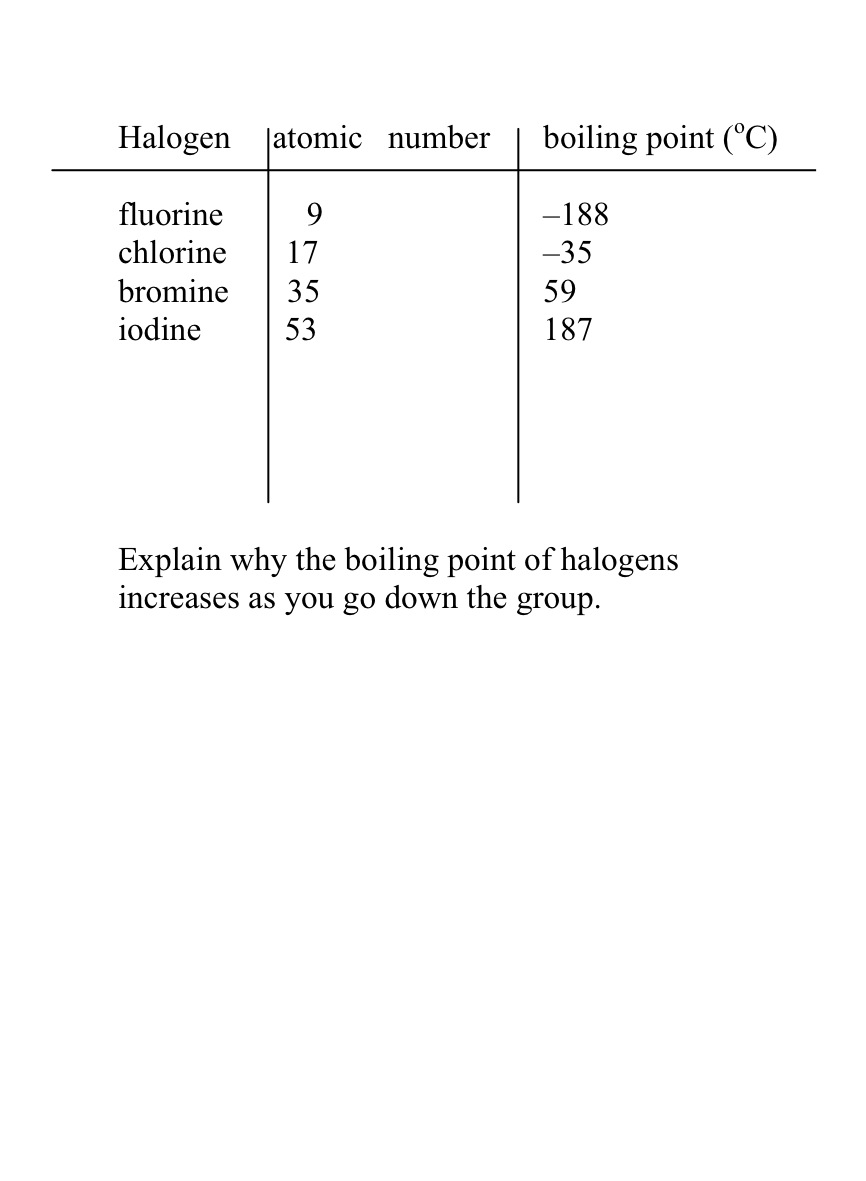 Halogen atomic number boiling point (°C)
fluorine 9 –188
chlorine 17 –35
bromine 35 59
iodine 53 187
Explain why the boiling point of halogens
increases as you go down the group.